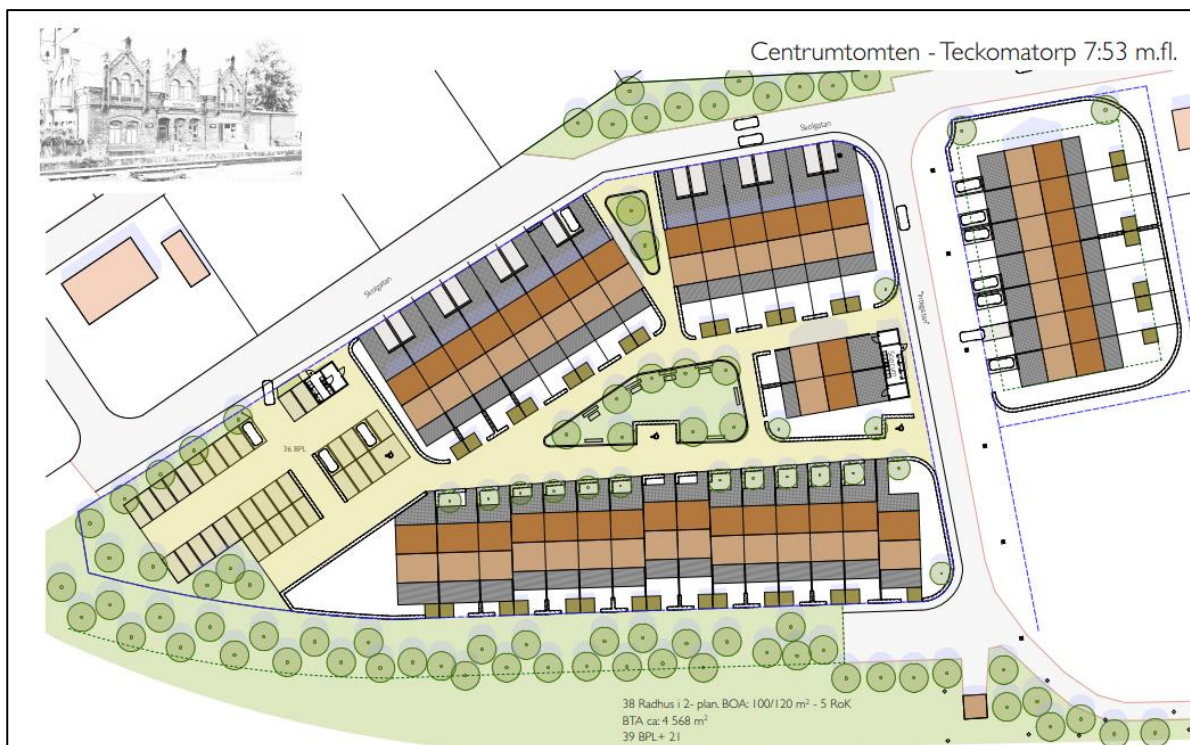 Centrumtomten - Teckomatorp 7:53 m.fl.
Skolgatan
Skolgatan
36 BPL
38 Radhus i 2- plan. BOA: 100/120 m² - 5 RoK
BTA ca: 4 568 m²
39 BPL+ 21